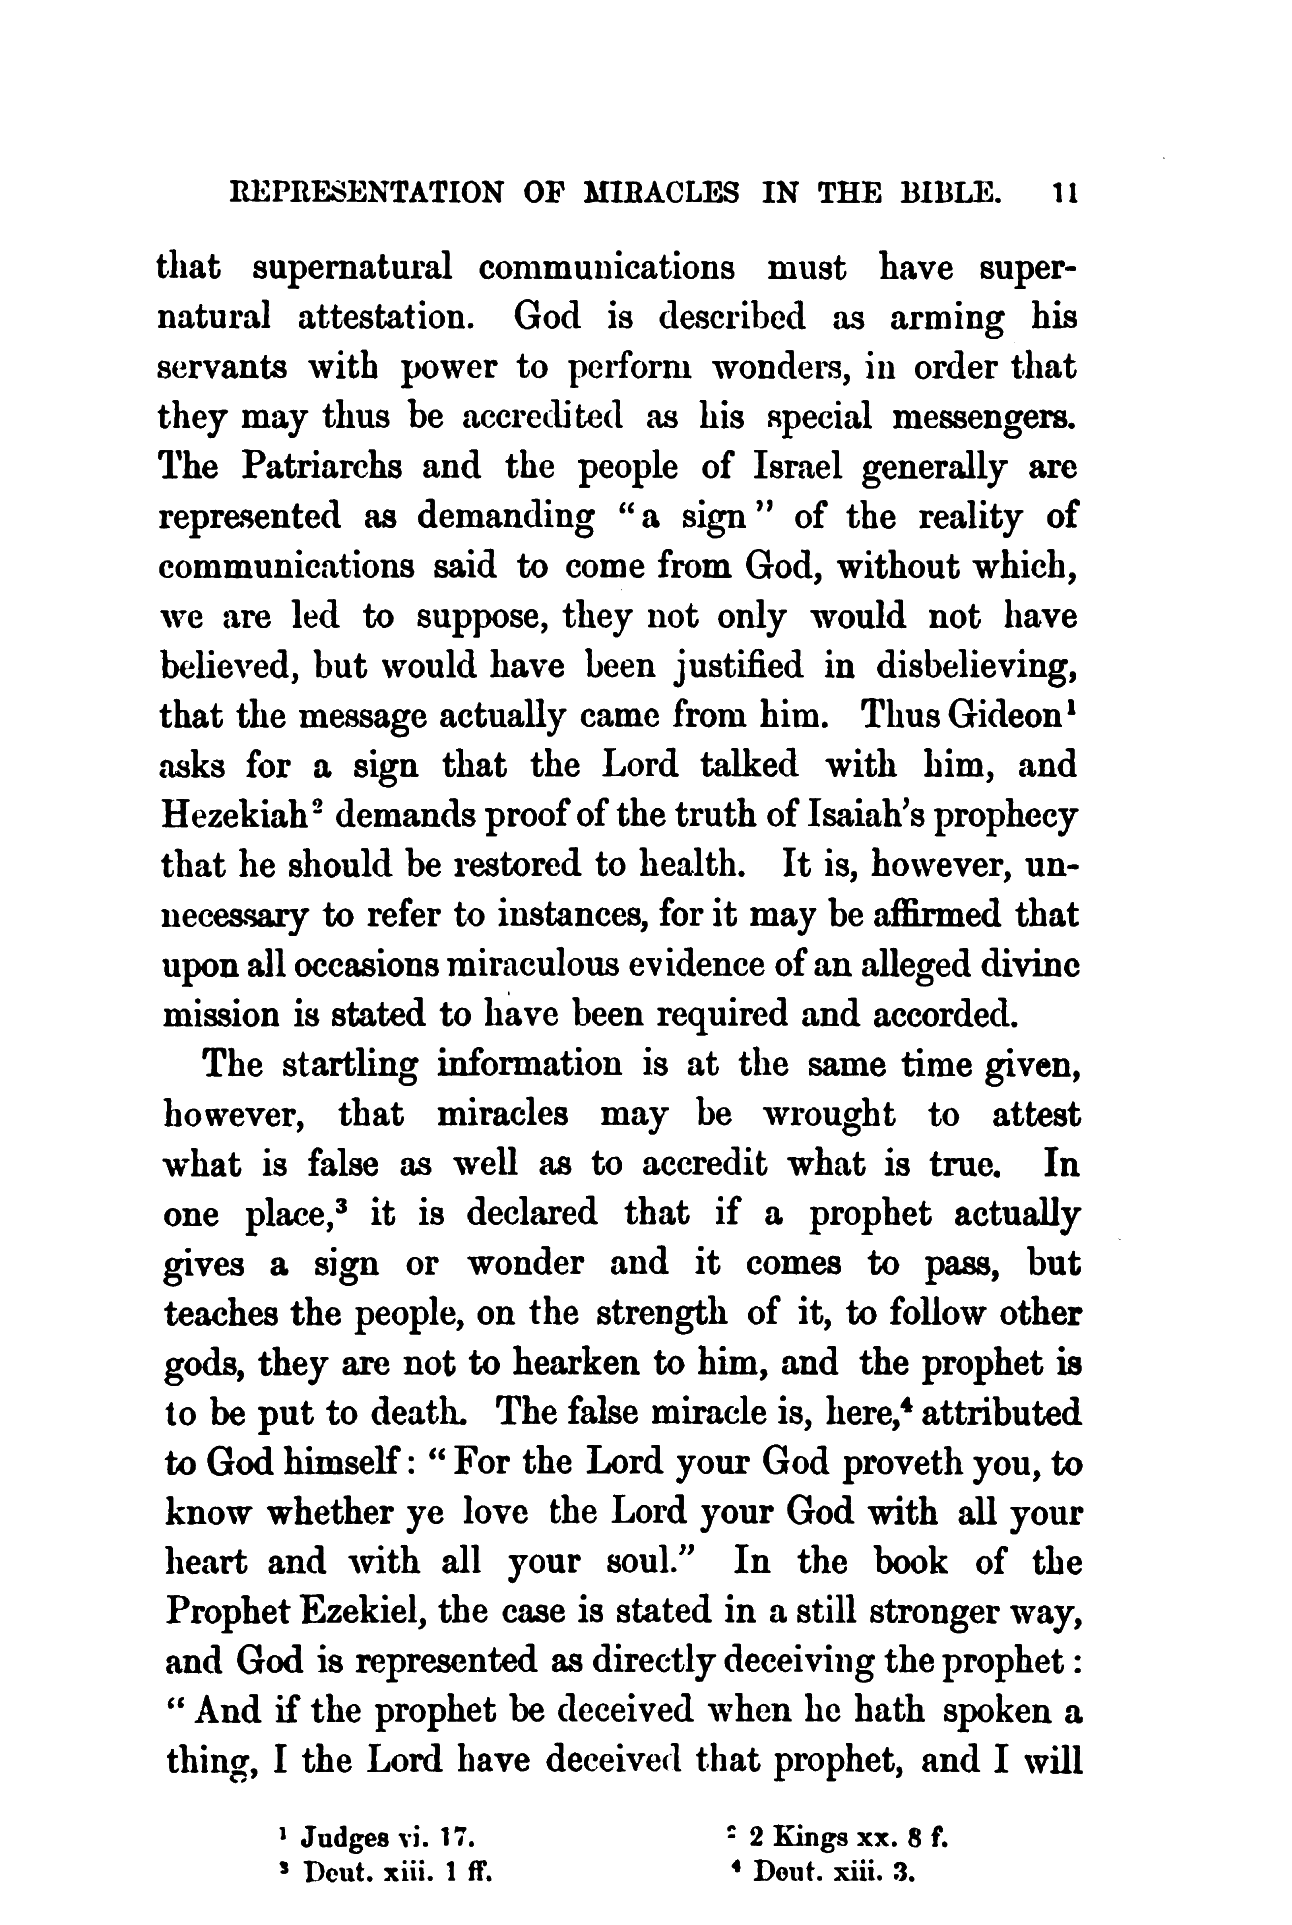 REPRESENTATION OF MIRACLES IN THE BIBLE. 11
that supernatural communications must have super-
natural attestation. God is described as arming his
servants with power to perform wonders, in order that
they may thus be accredited as his special messengers.
The Patriarchs and the people of Israel generally are
represented as demanding “a sign” of the reality of
communications said to come from God, without which,
we are led to suppose, they not only would not have
believed, but would have been justified in disbelieving,
that the message actually came from him. Thus Gideon¹
asks for a sign that the Lord talked with him, and
Hezekiah² demands proof of the truth of Isaiah’s prophecy
that he should be restored to health. It is, however, un-
necessary to refer to instances, for it may be affirmed that
upon all occasions miraculous evidence of an alleged divine
mission is stated to have been required and accorded.
The startling information is at the same time given,
however, that miracles may be wrought to attest
what is false as well as to accredit what is true. In
one place,³ it is declared that if a prophet actually
gives a sign or wonder and it comes to pass, but
teaches the people, on the strength of it, to follow other
gods, they are not to hearken to him, and the prophet is
to be put to death. The false miracle is, here,⁴ attributed
to God himself: “For the Lord your God proveth you, to
know whether ye love the Lord your God with all your
heart and with all your soul.” In the book of the
Prophet Ezekiel, the case is stated in a still stronger way,
and God is represented as directly deceiving the prophet:
“And if the prophet be deceived when he hath spoken a
thing, I the Lord have deceived that prophet, and I will
¹ Judges vi. 17. ² 2 Kings xx. 8 f.
³ Deut. xiii. 1 ff. ⁴ Deut. xiii. 3.